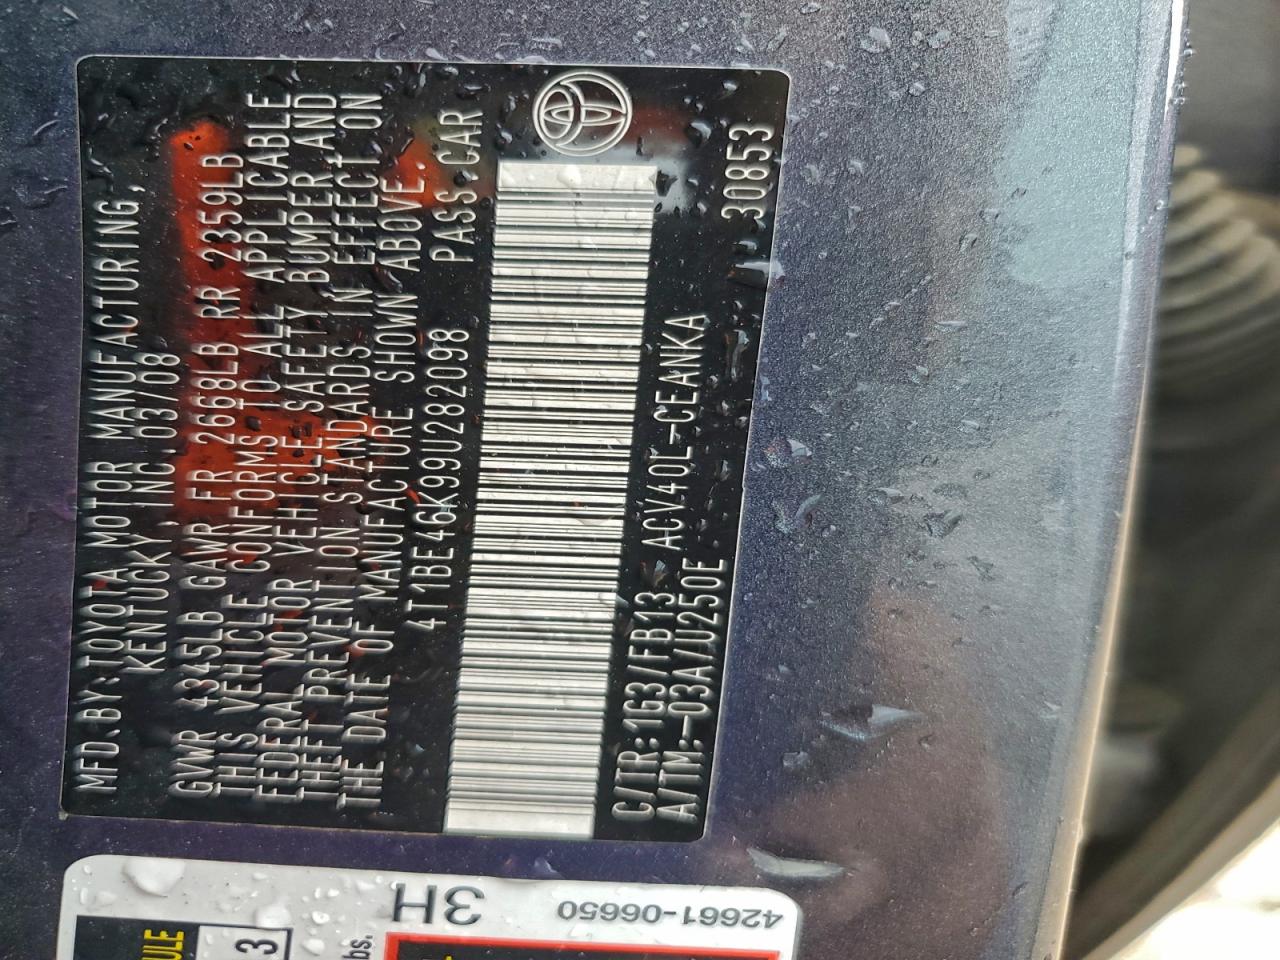 MFD.BY:TOYOTA MOTOR MANUFACTURING,
KENTUCKY,INC.03/08
GVWR 4345LB GAWR FR 2668LB RR 2359LB
THIS VEHICLE CONFORMS TO ALL APPLICABLE
FEDERAL MOTOR VEHICLE SAFETY BUMPER AND
THEFT PREVENTION STANDARDS IN EFFECT ON
THE DATE OF MANUFACTURE SHOWN ABOVE
4T1BE46K99U282098 PASS CAR
C/TR:1G3/FB13 ACV40L-CEANKA
A/TM:-03A/U250E 30853
3H
42661-06650
ULE
3
bs.